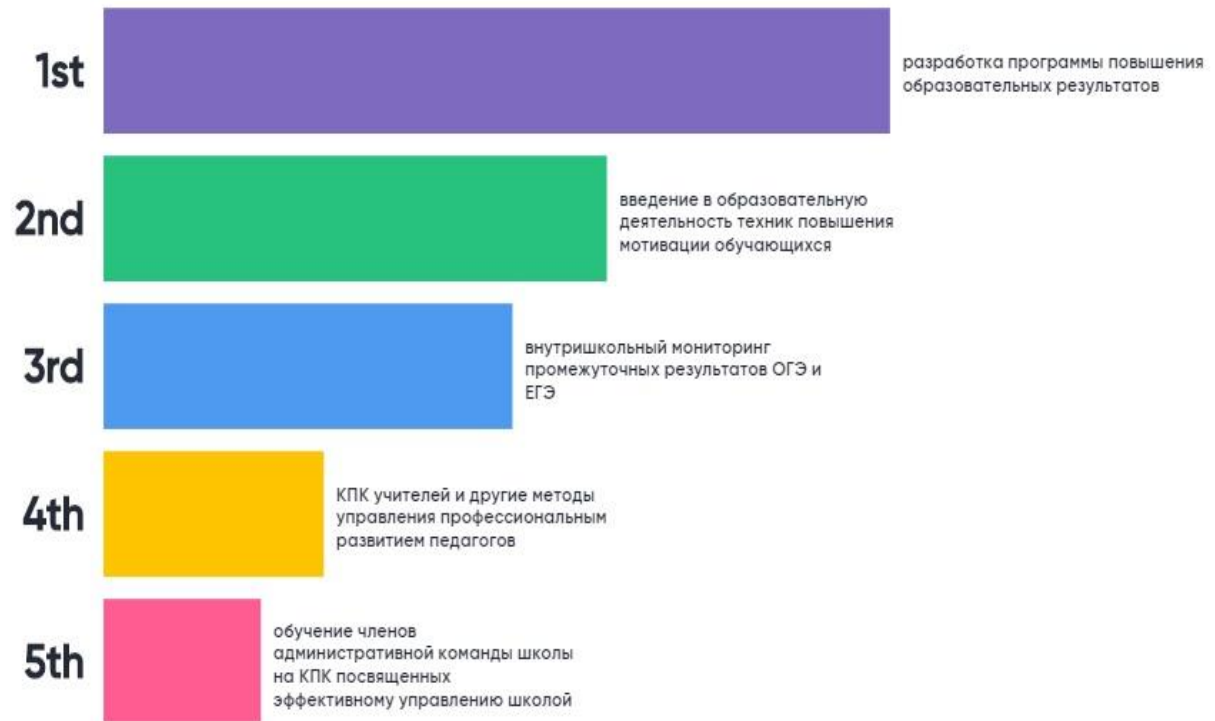 1st
разработка программы повышения
образовательных результатов
2nd
введение в образовательную
деятельность техник повышения
мотивации обучающихся
3rd
внутришкольный мониторинг
промежуточных результатов ОГЭ и
ЕГЭ
4th
КПК учителей и другие методы
управления профессиональным
развитием педагогов
5th
обучение членов
административной команды школы
на КПК посвященных
эффективному управлению школой